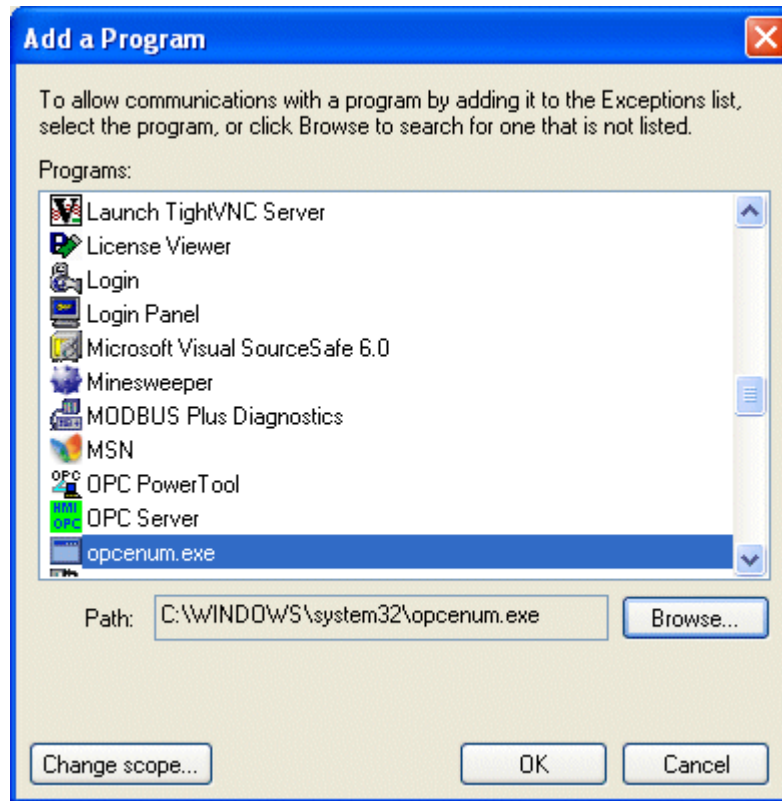 Add a Program
To allow communications with a program by adding it to the Exceptions list,
select the program, or click Browse to search for one that is not listed.
Programs:
Launch TightVNC Server
License Viewer
Login
Login Panel
Microsoft Visual SourceSafe 6.0
Minesweeper
MODBUS Plus Diagnostics
MSN
OPC OPC PowerTool
HMI OPC OPC Server
opcenum.exe
Path: C:\WINDOWS\system32\opcenum.exe Browse...
Change scope... OK Cancel